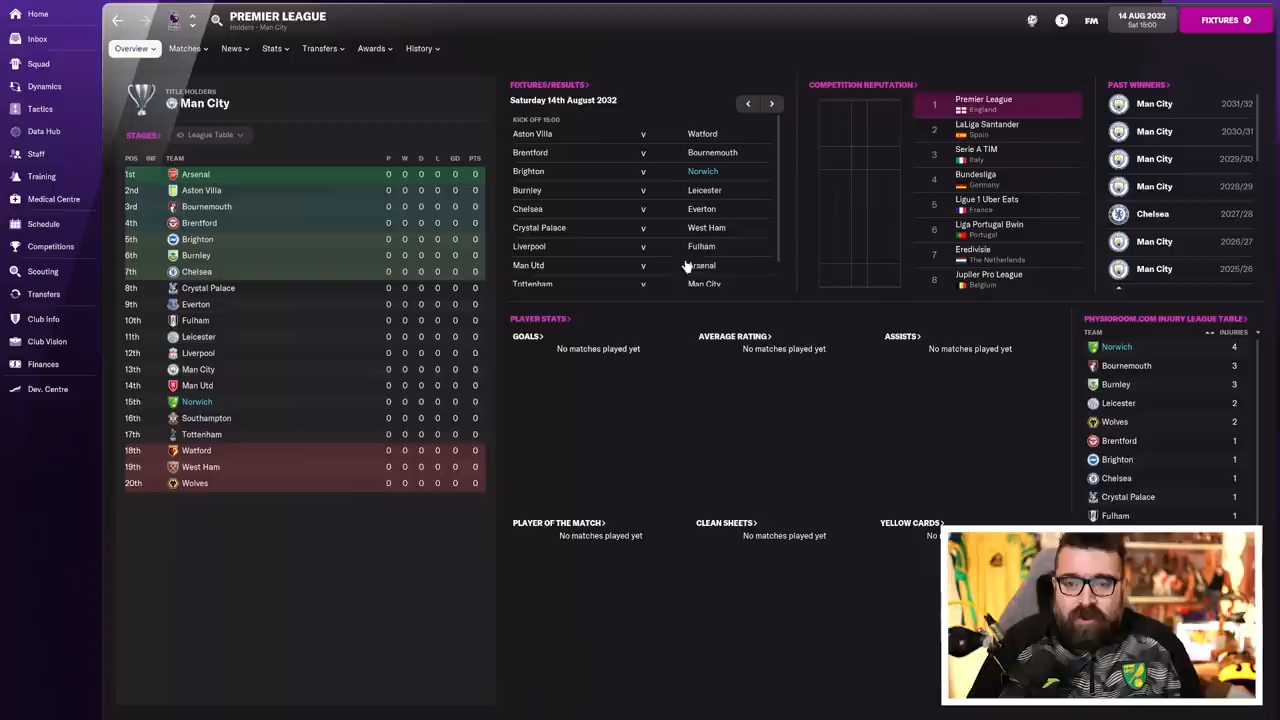 Home
Inbox
Squad
Dynamics
Tactics
Data Hub
Staff
Training
Medical Centre
Schedule
Competitions
Scouting
Transfers
Club Info
Club Vision
Finances
Dev. Centre
PREMIER LEAGUE
Holders - Man City
? FM
14 AUG 2032
Sat 15:00
FIXTURES
Overview Matches News Stats Transfers Awards History
TITLE HOLDERS
Man City
STAGES> League Table
POS INF TEAM P W D L GD PTS
1st Arsenal 0 0 0 0 0 0
2nd Aston Villa 0 0 0 0 0 0
3rd Bournemouth 0 0 0 0 0 0
4th Brentford 0 0 0 0 0 0
5th Brighton 0 0 0 0 0 0
6th Burnley 0 0 0 0 0 0
7th Chelsea 0 0 0 0 0 0
8th Crystal Palace 0 0 0 0 0 0
9th Everton 0 0 0 0 0 0
10th Fulham 0 0 0 0 0 0
11th Leicester 0 0 0 0 0 0
12th Liverpool 0 0 0 0 0 0
13th Man City 0 0 0 0 0 0
14th Man Utd 0 0 0 0 0 0
15th Norwich 0 0 0 0 0 0
16th Southampton 0 0 0 0 0 0
17th Tottenham 0 0 0 0 0 0
18th Watford 0 0 0 0 0 0
19th West Ham 0 0 0 0 0 0
20th Wolves 0 0 0 0 0 0
FIXTURES/RESULTS>
Saturday 14th August 2032
KICK OFF 15:00
Aston Villa v Watford
Brentford v Bournemouth
Brighton v Norwich
Burnley v Leicester
Chelsea v Everton
Crystal Palace v West Ham
Liverpool v Fulham
Man Utd v Arsenal
Tottenham v Man City
COMPETITION REPUTATION>
1 Premier League
England
2 LaLiga Santander
Spain
3 Serie A TIM
Italy
4 Bundesliga
Germany
5 Ligue 1 Uber Eats
France
6 Liga Portugal Bwin
Portugal
7 Eredivisie
The Netherlands
8 Jupiler Pro League
Belgium
PAST WINNERS
Man City 2031/32
Man City 2030/31
Man City 2029/30
Man City 2028/29
Chelsea 2027/28
Man City 2026/27
Man City 2025/26
PLAYER STATS>
GOALS>
No matches played yet
AVERAGE RATING>
No matches played yet
ASSISTS>
No matches played yet
PLAYER OF THE MATCH>
No matches played yet
CLEAN SHEETS>
No matches played yet
YELLOW CARDS>
No
PHYSIOROOM.COM INJURY LEAGUE TABLE>
TEAM INJURIES
Norwich 4
Bournemouth 3
Burnley 3
Leicester 2
Wolves 2
Brentford 1
Brighton 1
Chelsea 1
Crystal Palace 1
Fulham 1